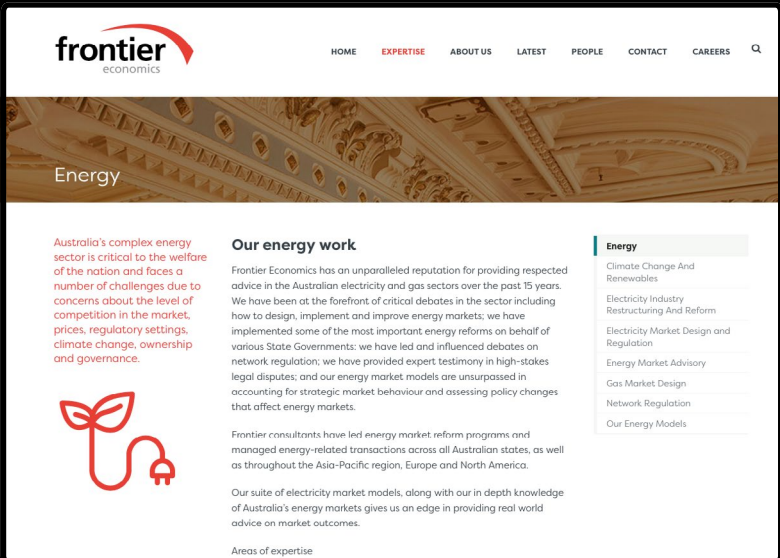 frontier
economics
HOME EXPERTISE ABOUT US LATEST PEOPLE CONTACT CAREERS
Energy
Australia's complex energy
sector is critical to the welfare
of the nation and faces a
number of challenges due to
concerns about the level of
competition in the market,
prices, regulatory settings,
climate change, ownership
and governance.
Our energy work
Frontier Economics has an unparalleled reputation for providing respected
advice in the Australian electricity and gas sectors over the past 15 years.
We have been at the forefront of critical debates in the sector including
how to design, implement and improve energy markets; we have
implemented some of the most important energy reforms on behalf of
various State Governments: we have led and influenced debates on
network regulation; we have provided expert testimony in high-stakes
legal disputes; and our energy market models are unsurpassed in
accounting for strategic market behaviour and assessing policy changes
that affect energy markets.
Frontier consultants have led energy market reform programs and
managed energy-related transactions across all Australian states, as well
as throughout the Asia-Pacific region, Europe and North America.
Our suite of electricity market models, along with our in depth knowledge
of Australia's energy markets gives us an edge in providing real world
advice on market outcomes.
Areas of expertise
Energy
Climate Change And
Renewables
Electricity Industry
Restructuring And Reform
Electricity Market Design and
Regulation
Energy Market Advisory
Gas Market Design
Network Regulation
Our Energy Models